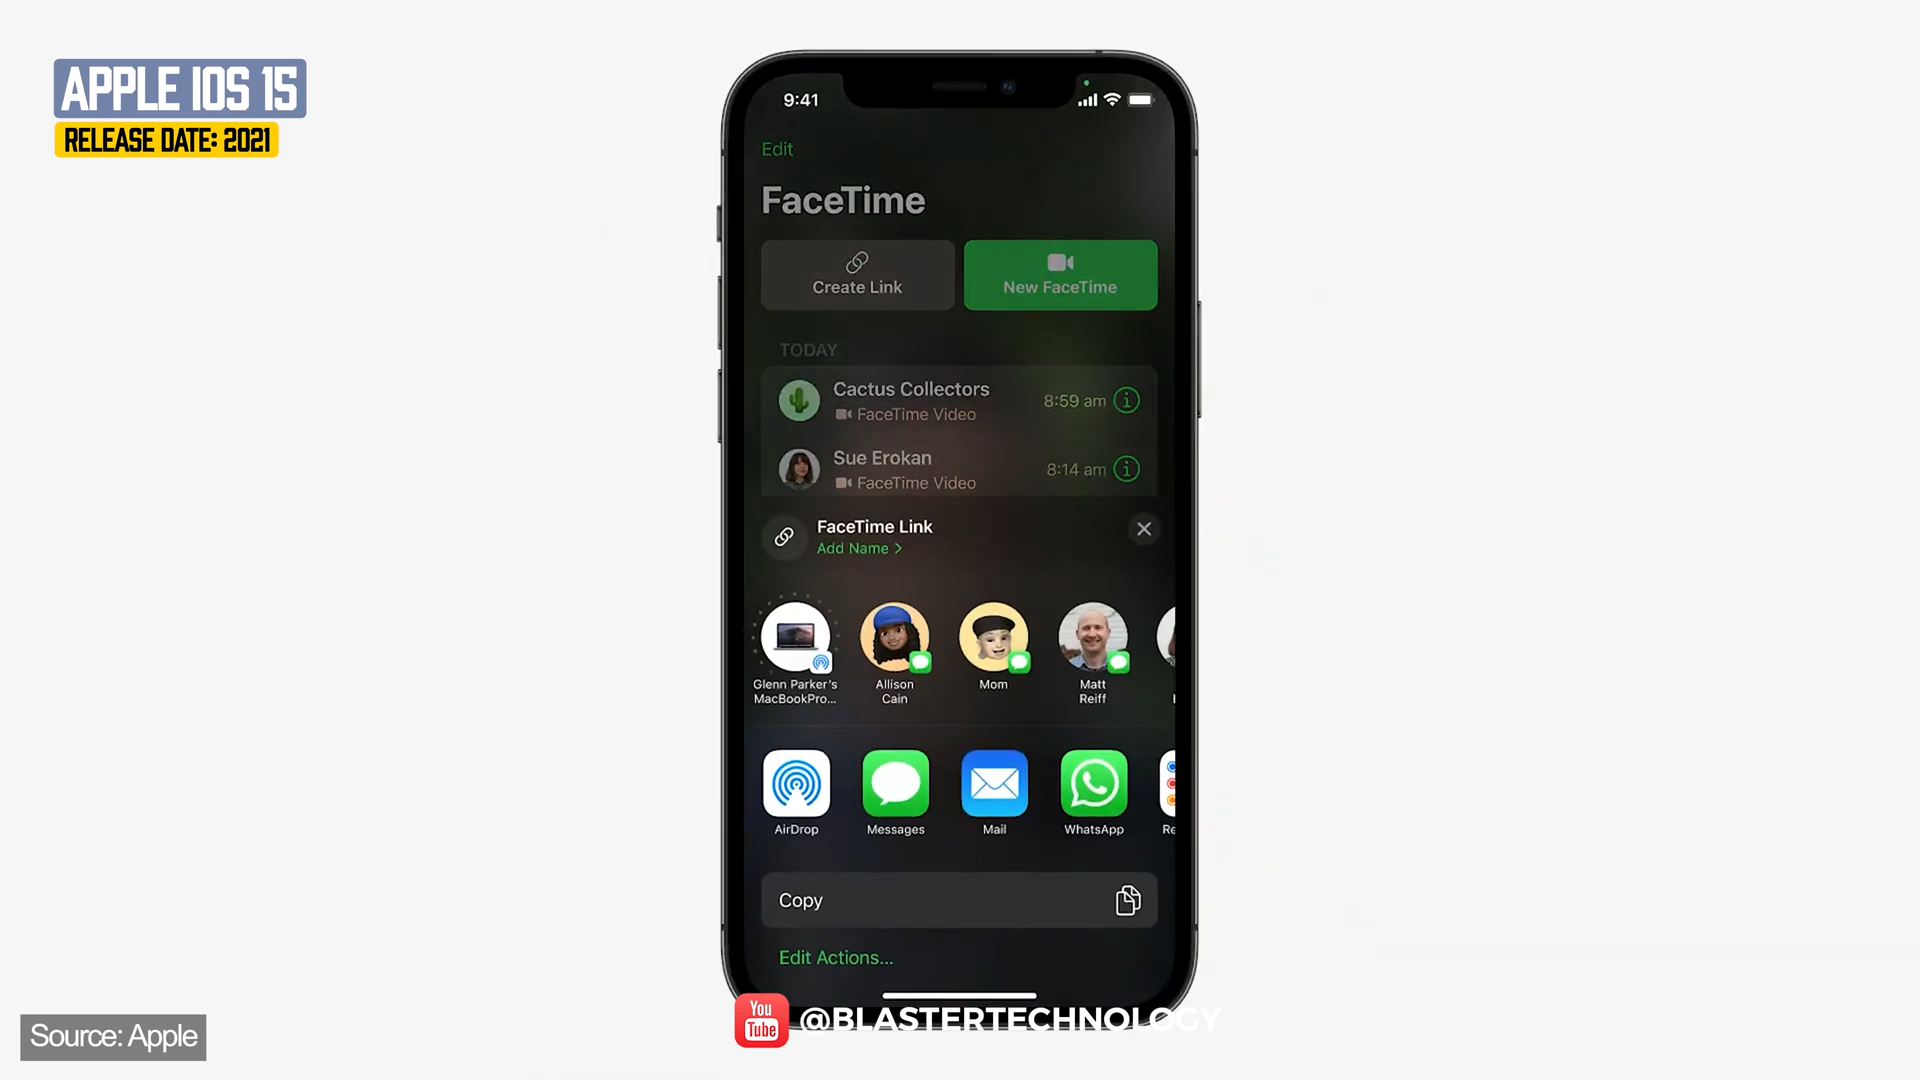 APPLE IOS 15
RELEASE DATE: 2021
9:41
Edit
FaceTime
Create Link
New FaceTime
TODAY
Cactus Collectors
FaceTime Video
8:59 am
Sue Erokan
FaceTime Video
8:14 am
FaceTime Link
Add Name >
Glenn Parker's
MacBookPro...
Allison
Cain
Mom
Matt
Reiff
AirDrop
Messages
Mail
WhatsApp
Re
Copy
Edit Actions...
You
Tube
@BLASTERTECHNOLOGY
Source: Apple